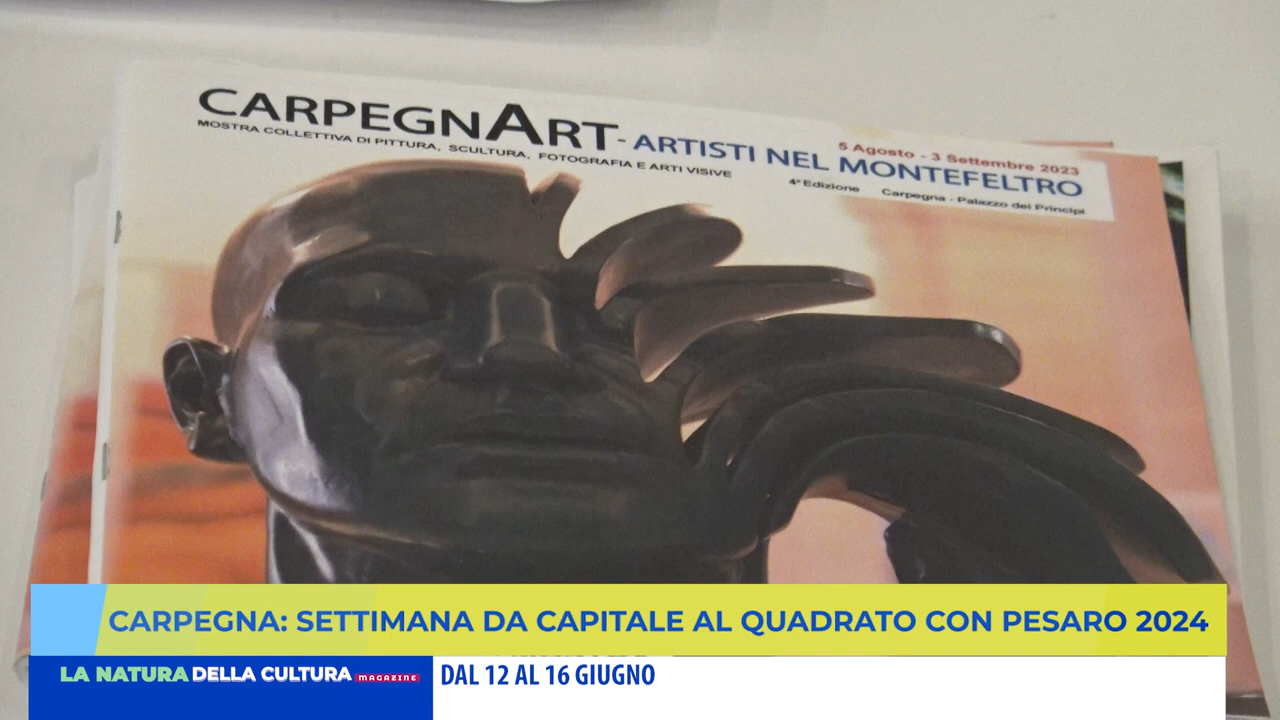 CARPEGNART - ARTISTI NEL MONTEFELTRO
5 Agosto - 3 Settembre 2023
MOSTRA COLLETTIVA DI PITTURA, SCULTURA, FOTOGRAFIA E ARTI VISIVE
4ª Edizione Carpegna - Palazzo dei Principi
CARPEGNA: SETTIMANA DA CAPITALE AL QUADRATO CON PESARO 2024
LA NATURA DELLA CULTURA MAGAZINE
DAL 12 AL 16 GIUGNO